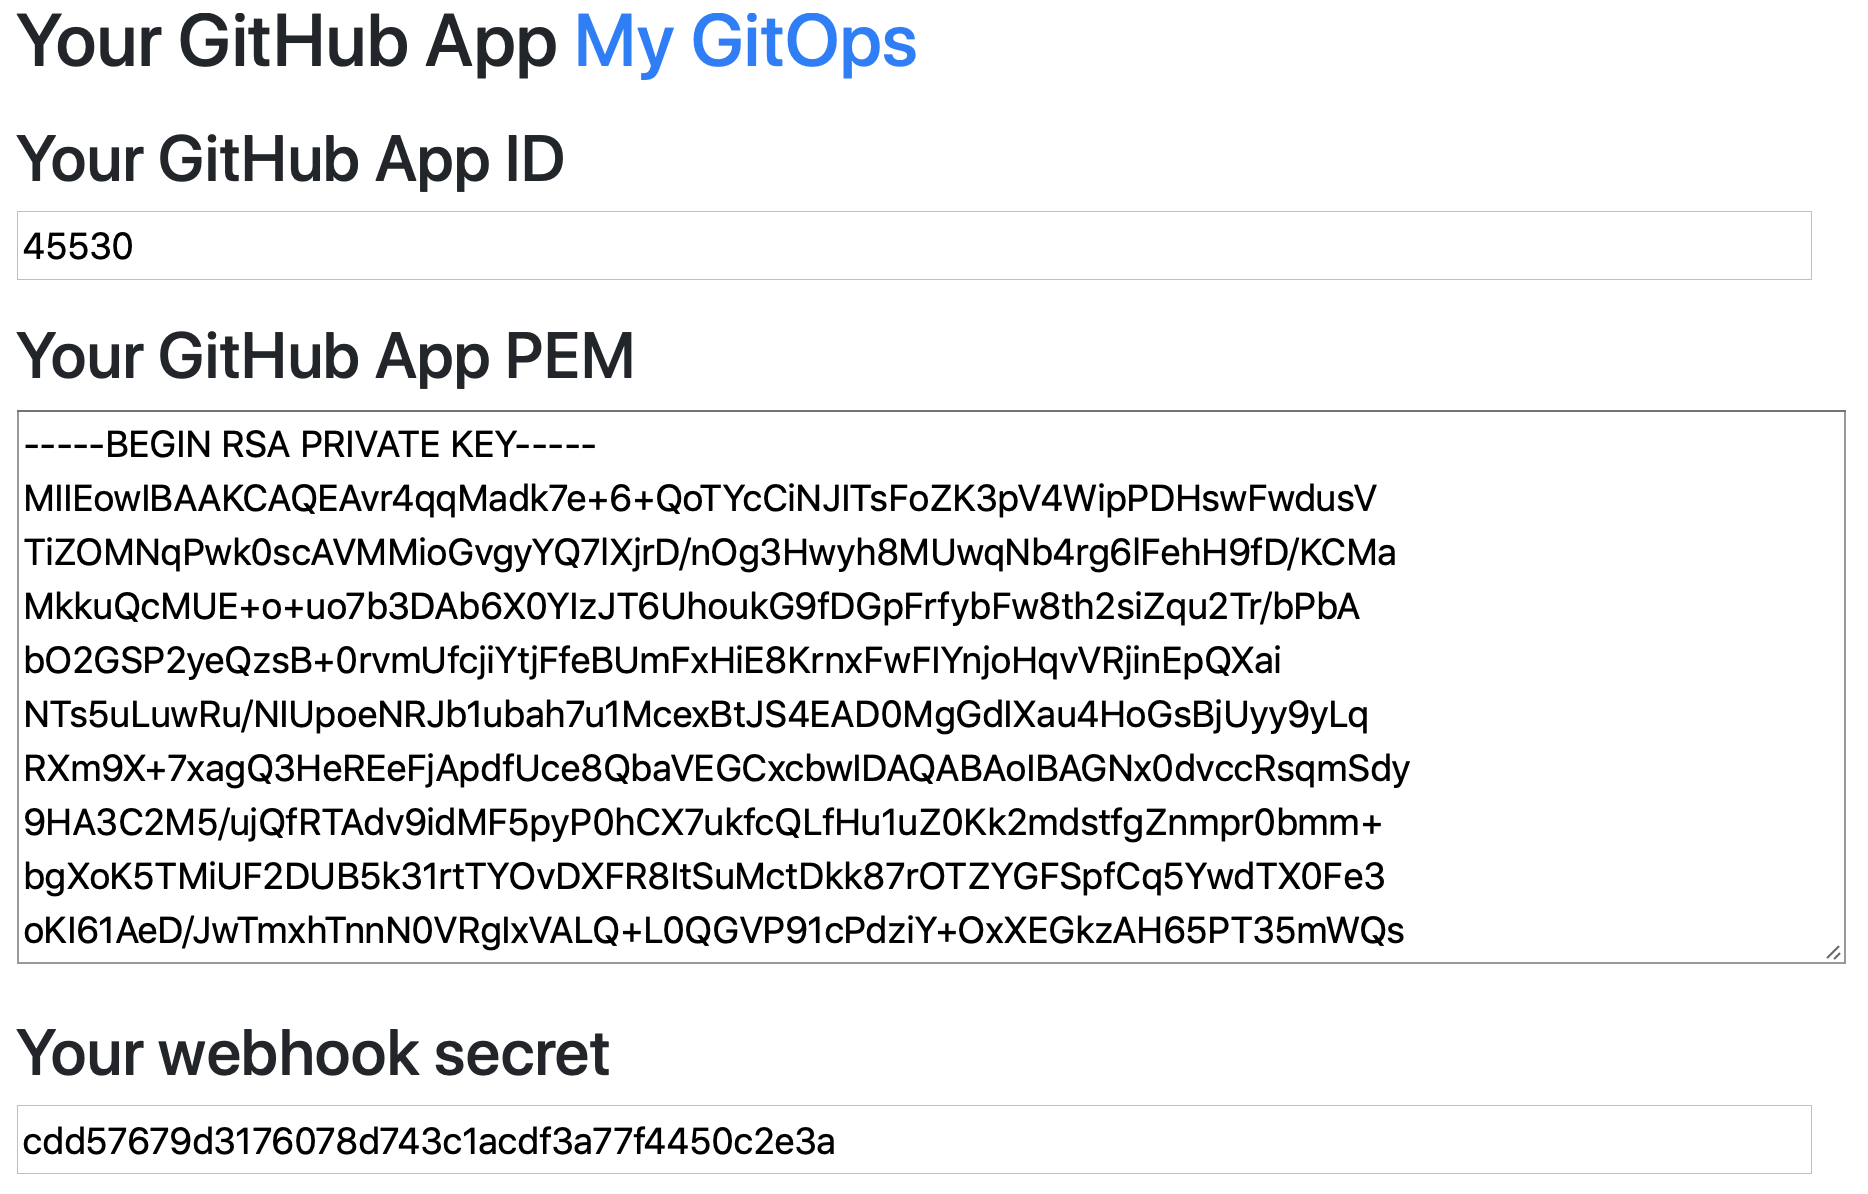 Your GitHub App My GitOps
Your GitHub App ID
45530
Your GitHub App PEM
-----BEGIN RSA PRIVATE KEY-----
MIIEowIBAAKCAQEAvr4qqMadk7e+6+QoTYcCiNJITsFoZK3pV4WipPDHswFwdusV
TiZOMNqPwk0scAVMMioGvgyYQ7lXjrD/nOg3Hwyh8MUwqNb4rg6lFehH9fD/KCMa
MkkuQcMUE+o+uo7b3DAb6X0YIzJT6UhoukG9fDGpFrfybFw8th2siZqu2Tr/bPbA
bO2GSP2yeQzsB+0rvmUfcjiYtjFfeBUmFxHiE8KrnxFwFIYnjoHqvVRjinEpQXai
NTs5uLuwRu/NIUpoeNRJb1ubah7u1McexBtJS4EAD0MgGdIXau4HoGsBjUyy9yLq
RXm9X+7xagQ3HeREeFjApdfUce8QbaVEGCxcbwIDAQABAoIBAGNx0dvccRsqmSdy
9HA3C2M5/ujQfRTAdv9idMF5pyP0hCX7ukfcQLfHu1uZ0Kk2mdstfgZnmpr0bmm+
bgXoK5TMiUF2DUB5k31rtTYOvDXFR8ItSuMctDkk87rOTZYGFSpfCq5YwdTX0Fe3
oKI61AeD/JwTmxhTnnN0VRgIxVALQ+L0QGVP91cPdziY+OxXEGkzAH65PT35mWQs
Your webhook secret
cdd57679d3176078d743c1acdf3a77f4450c2e3a